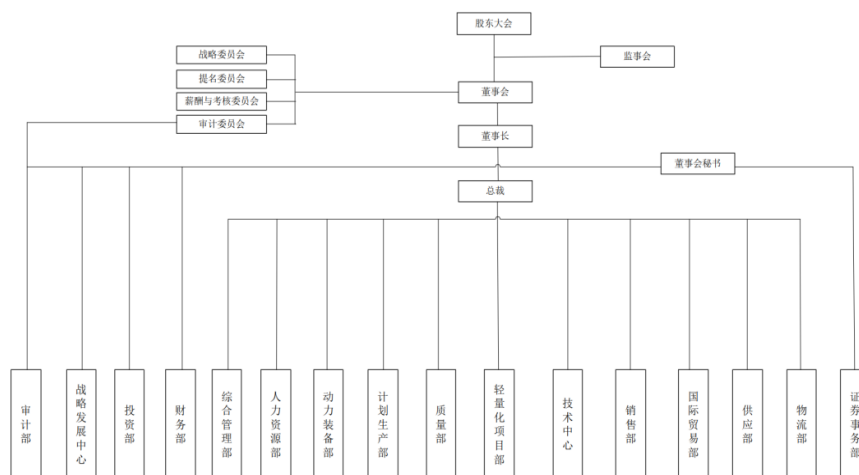 股东大会
战略委员会
监事会
提名委员会
董事会
薪酬与考核委员会
审计委员会
董事长
董事会秘书
总裁
审计部
战略发展中心
投资部
财务部
综合管理部
人力资源部
动力装备部
计划生产部
质量部
轻量化项目部
技术中心
销售部
国际贸易部
供应部
物流部
证券事务部